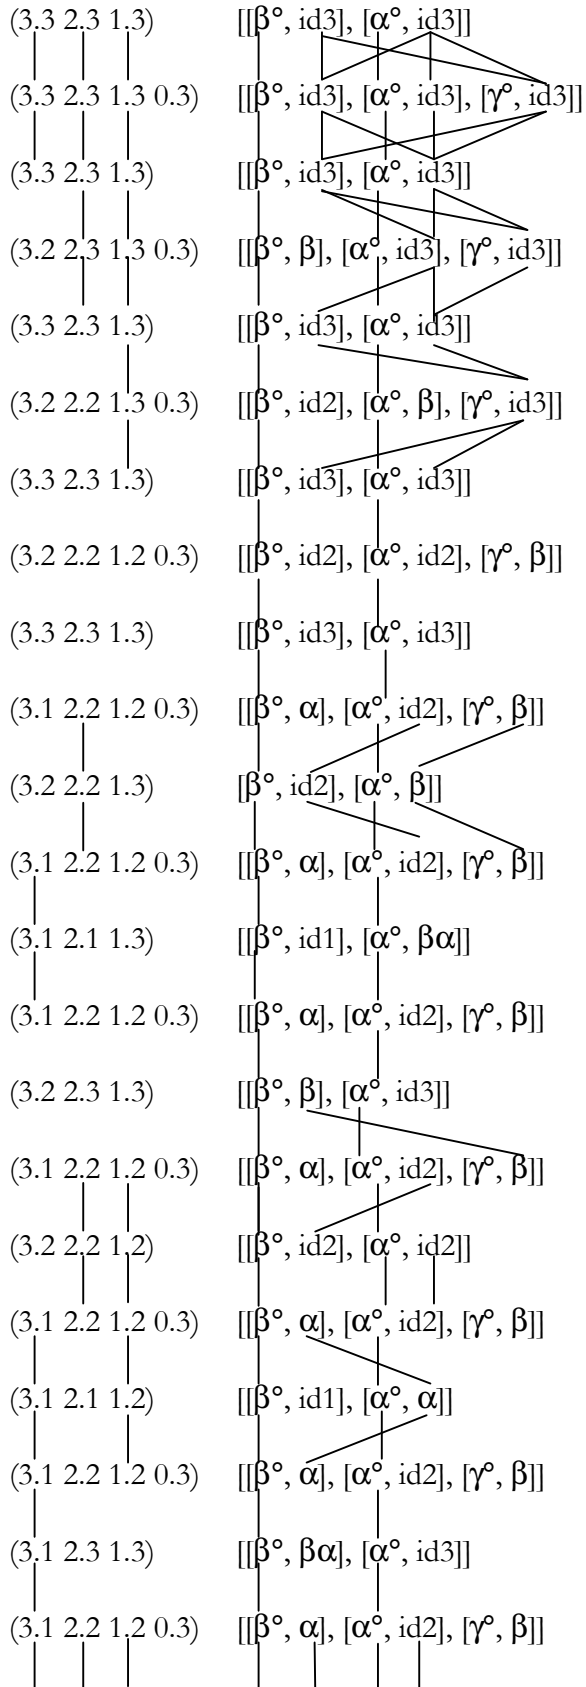 (3.3 2.3 1.3) [[β°, id3], [α°, id3]]
(3.3 2.3 1.3 0.3) [[β°, id3], [α°, id3], [γ°, id3]]
(3.3 2.3 1.3) [[β°, id3], [α°, id3]]
(3.2 2.3 1.3 0.3) [[β°, β], [α°, id3], [γ°, id3]]
(3.3 2.3 1.3) [[β°, id3], [α°, id3]]
(3.2 2.2 1.3 0.3) [[β°, id2], [α°, β], [γ°, id3]]
(3.3 2.3 1.3) [[β°, id3], [α°, id3]]
(3.2 2.2 1.2 0.3) [[β°, id2], [α°, id2], [γ°, β]]
(3.3 2.3 1.3) [[β°, id3], [α°, id3]]
(3.1 2.2 1.2 0.3) [[β°, α], [α°, id2], [γ°, β]]
(3.2 2.2 1.3) [β°, id2], [α°, β]]
(3.1 2.2 1.2 0.3) [[β°, α], [α°, id2], [γ°, β]]
(3.1 2.1 1.3) [[β°, id1], [α°, βα]]
(3.1 2.2 1.2 0.3) [[β°, α], [α°, id2], [γ°, β]]
(3.2 2.3 1.3) [[β°, β], [α°, id3]]
(3.1 2.2 1.2 0.3) [[β°, α], [α°, id2], [γ°, β]]
(3.2 2.2 1.2) [[β°, id2], [α°, id2]]
(3.1 2.2 1.2 0.3) [[β°, α], [α°, id2], [γ°, β]]
(3.1 2.1 1.2) [[β°, id1], [α°, α]]
(3.1 2.2 1.2 0.3) [[β°, α], [α°, id2], [γ°, β]]
(3.1 2.3 1.3) [[β°, βα], [α°, id3]]
(3.1 2.2 1.2 0.3) [[β°, α], [α°, id2], [γ°, β]]